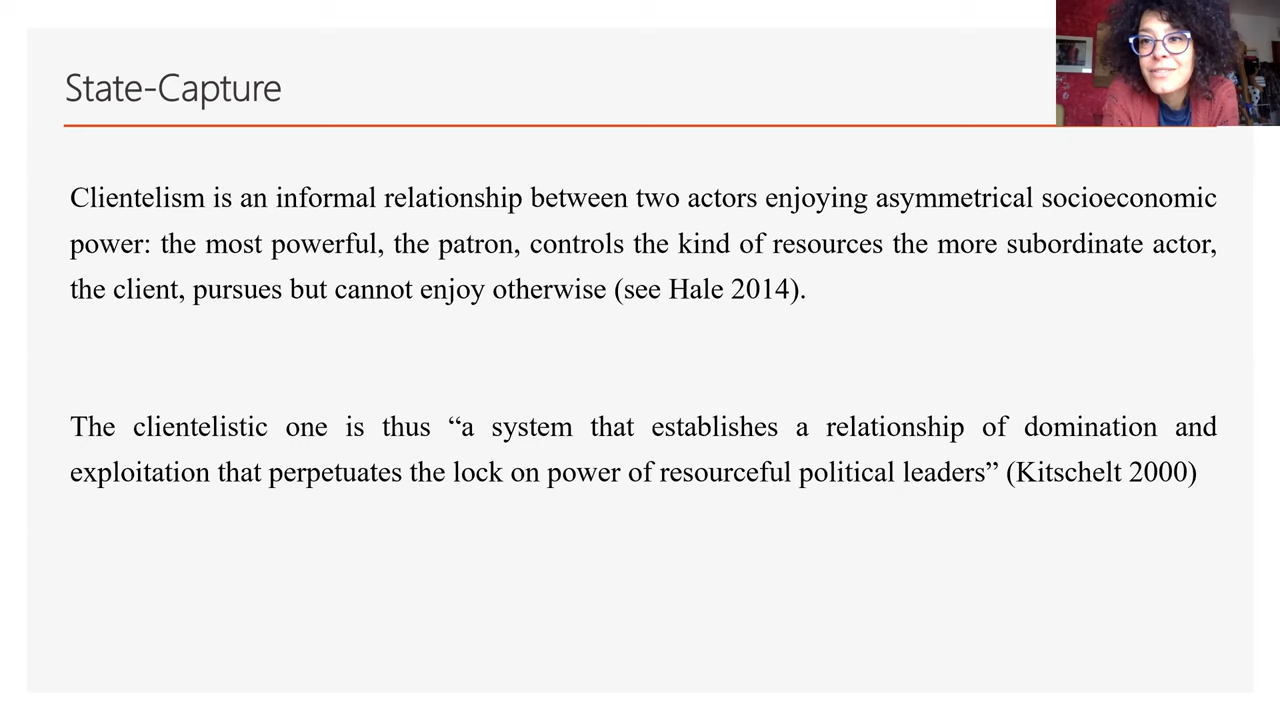 State-Capture
Clientelism is an informal relationship between two actors enjoying asymmetrical socioeconomic
power: the most powerful, the patron, controls the kind of resources the more subordinate actor,
the client, pursues but cannot enjoy otherwise (see Hale 2014).
The clientelistic one is thus “a system that establishes a relationship of domination and
exploitation that perpetuates the lock on power of resourceful political leaders” (Kitschelt 2000)